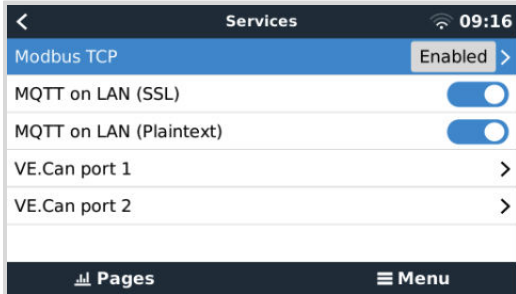 Services 09:16
Modbus TCP Enabled
MQTT on LAN (SSL)
MQTT on LAN (Plaintext)
VE.Can port 1
VE.Can port 2
Pages Menu